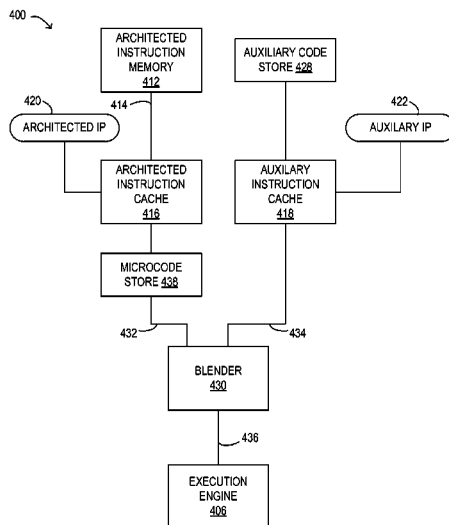 400
ARCHITECTED
INSTRUCTION
MEMORY
412
AUXILIARY CODE
STORE 428
420
414
422
ARCHITECTED IP
AUXILARY IP
ARCHITECTED
INSTRUCTION
CACHE
416
AUXILARY
INSTRUCTION
CACHE
418
MICROCODE
STORE 438
432
434
BLENDER
430
436
EXECUTION
ENGINE
406